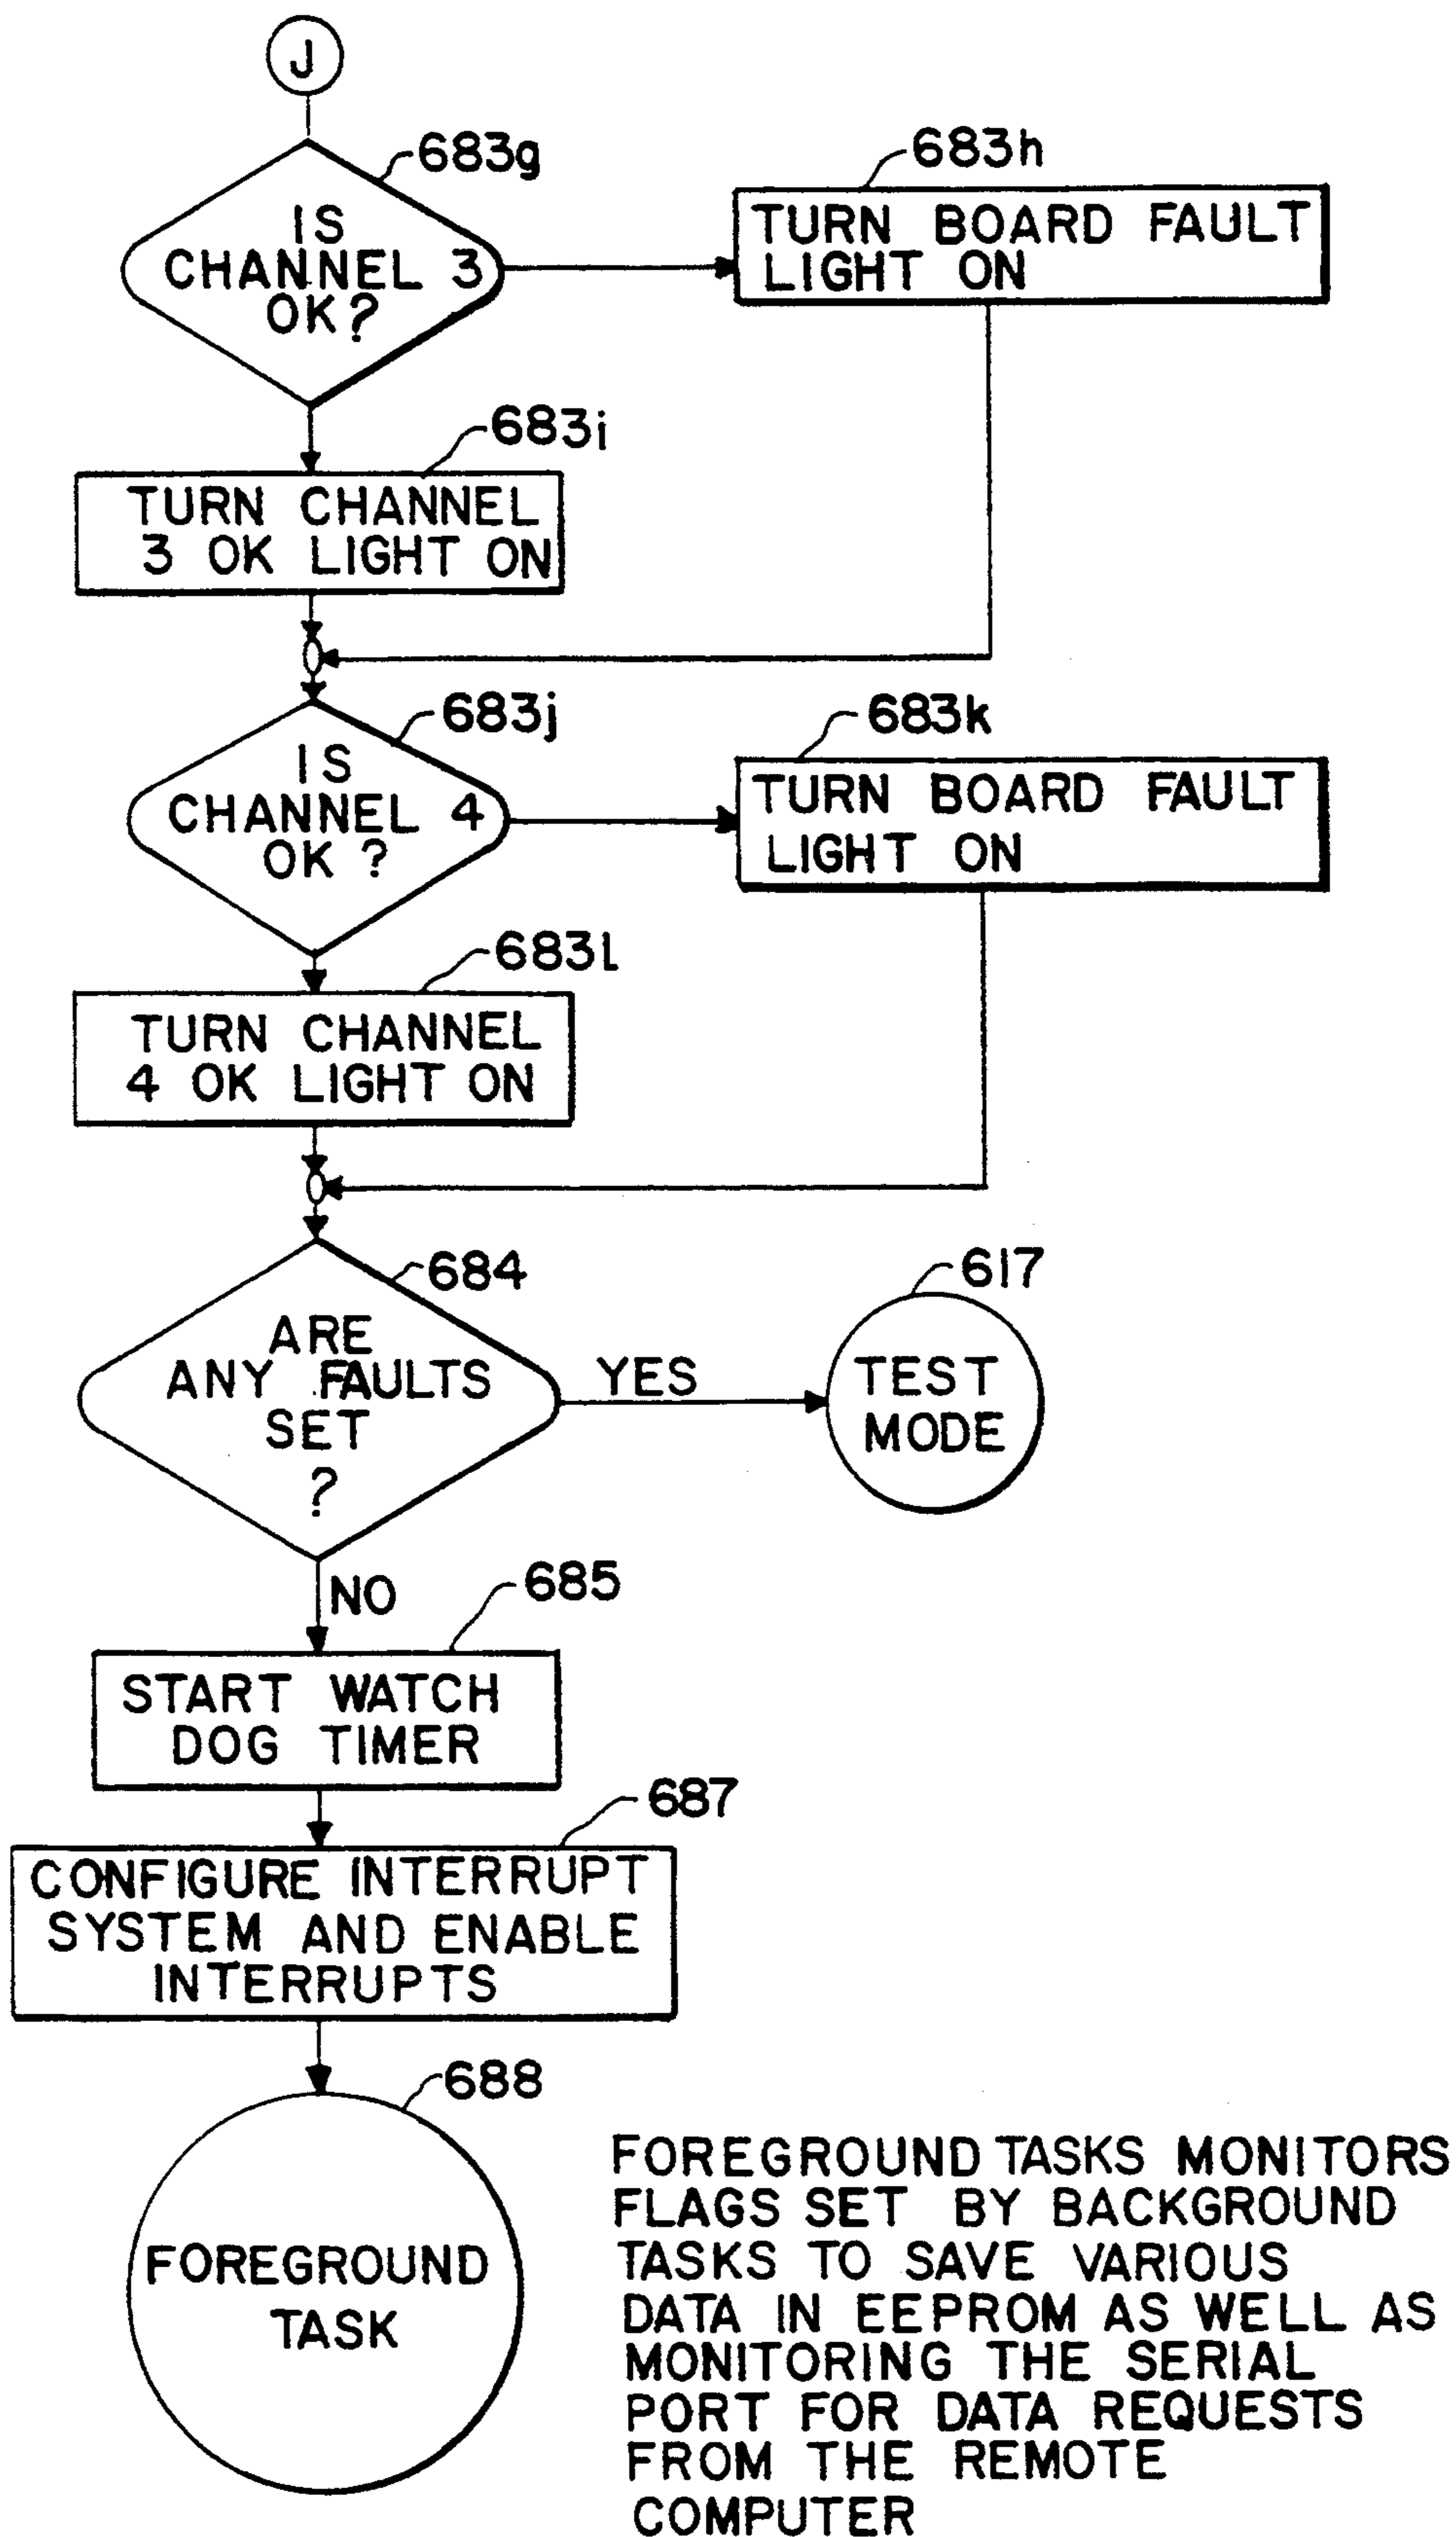 J
683g
IS
CHANNEL 3
OK?
683h
TURN BOARD FAULT
LIGHT ON
683i
TURN CHANNEL
3 OK LIGHT ON
683j
IS
CHANNEL 4
OK ?
683k
TURN BOARD FAULT
LIGHT ON
683l
TURN CHANNEL
4 OK LIGHT ON
684
ARE
ANY FAULTS
SET
?
YES
617
TEST
MODE
NO
685
START WATCH
DOG TIMER
687
CONFIGURE INTERRUPT
SYSTEM AND ENABLE
INTERRUPTS
688
FOREGROUND
TASK
FOREGROUND TASKS MONITORS
FLAGS SET BY BACKGROUND
TASKS TO SAVE VARIOUS
DATA IN EEPROM AS WELL AS
MONITORING THE SERIAL
PORT FOR DATA REQUESTS
FROM THE REMOTE
COMPUTER